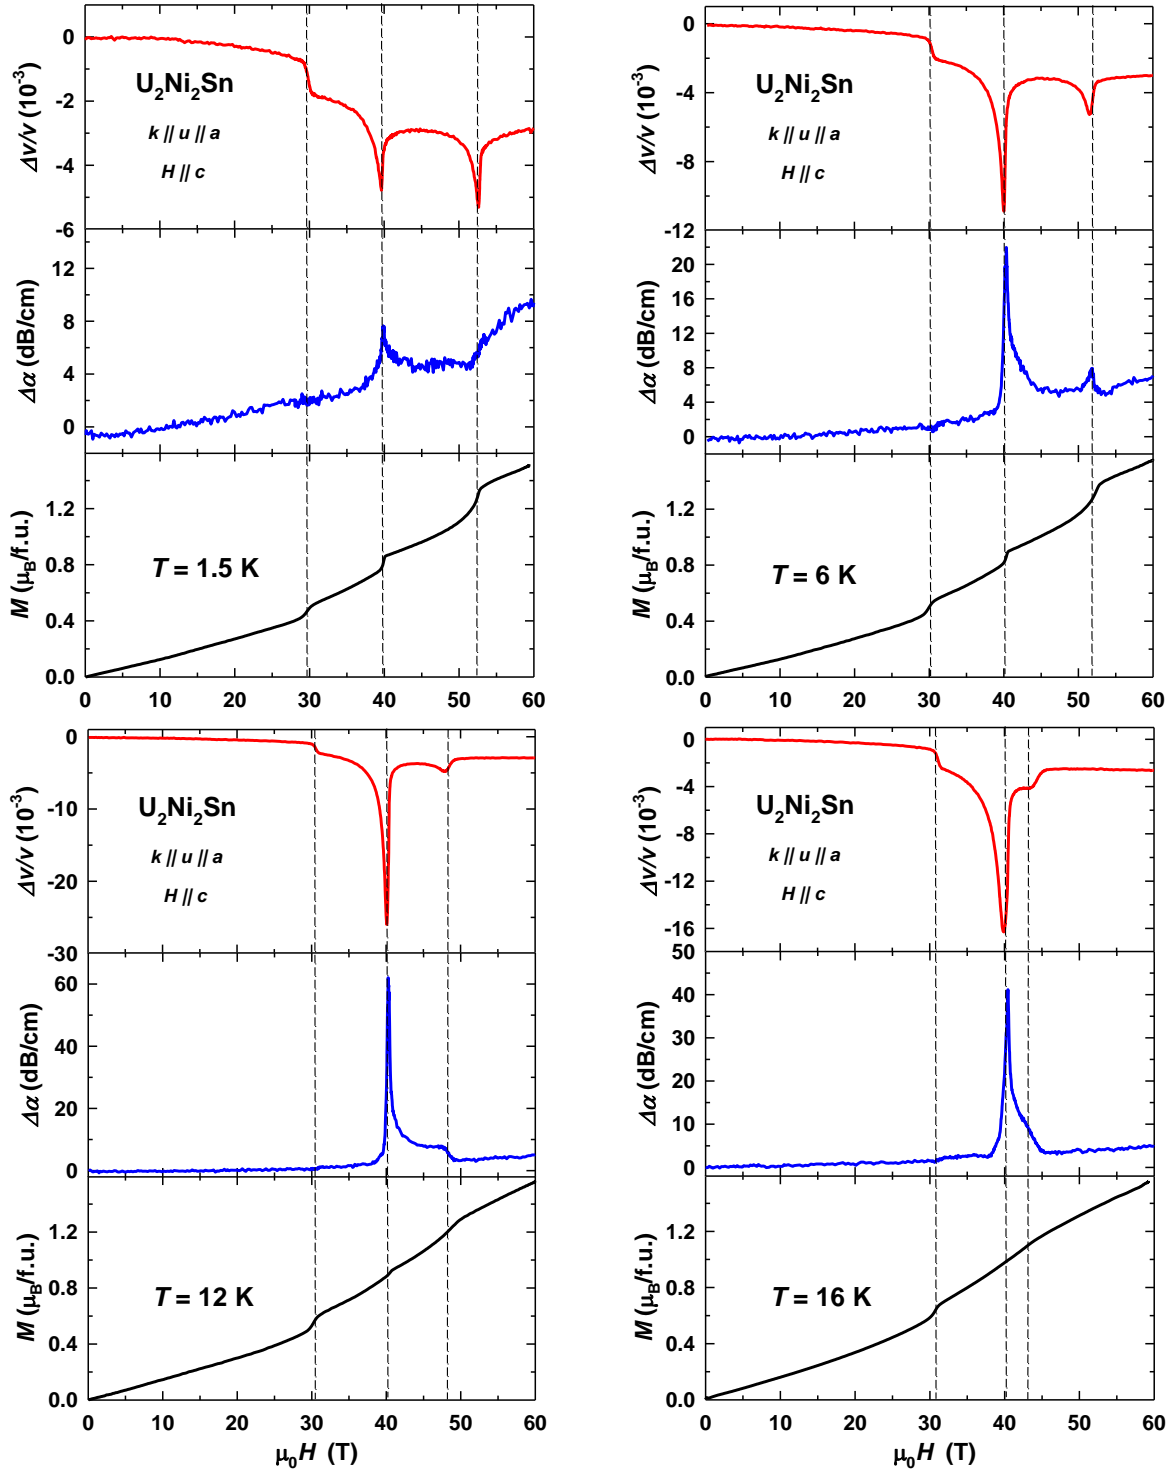 0
-2
-4
-6
Δv/v (10⁻³)
U₂Ni₂Sn
k || u || a
H || c
12
8
4
0
Δα (dB/cm)
1.2
0.8
0.4
0.0
M (μB/f.u.)
T = 1.5 K
0 10 20 30 40 50 60
0
-4
-8
-12
Δv/v (10⁻³)
U₂Ni₂Sn
k || u || a
H || c
20
16
12
8
4
0
Δα (dB/cm)
1.2
0.8
0.4
0.0
M (μB/f.u.)
T = 6 K
0 10 20 30 40 50 60
0
-10
-20
-30
Δv/v (10⁻³)
U₂Ni₂Sn
k || u || a
H || c
60
40
20
0
Δα (dB/cm)
1.2
0.8
0.4
0.0
M (μB/f.u.)
T = 12 K
0 10 20 30 40 50 60
μ₀H (T)
0
-4
-8
-12
-16
Δv/v (10⁻³)
U₂Ni₂Sn
k || u || a
H || c
50
40
30
20
10
0
Δα (dB/cm)
1.2
0.8
0.4
0.0
M (μB/f.u.)
T = 16 K
0 10 20 30 40 50 60
μ₀H (T)